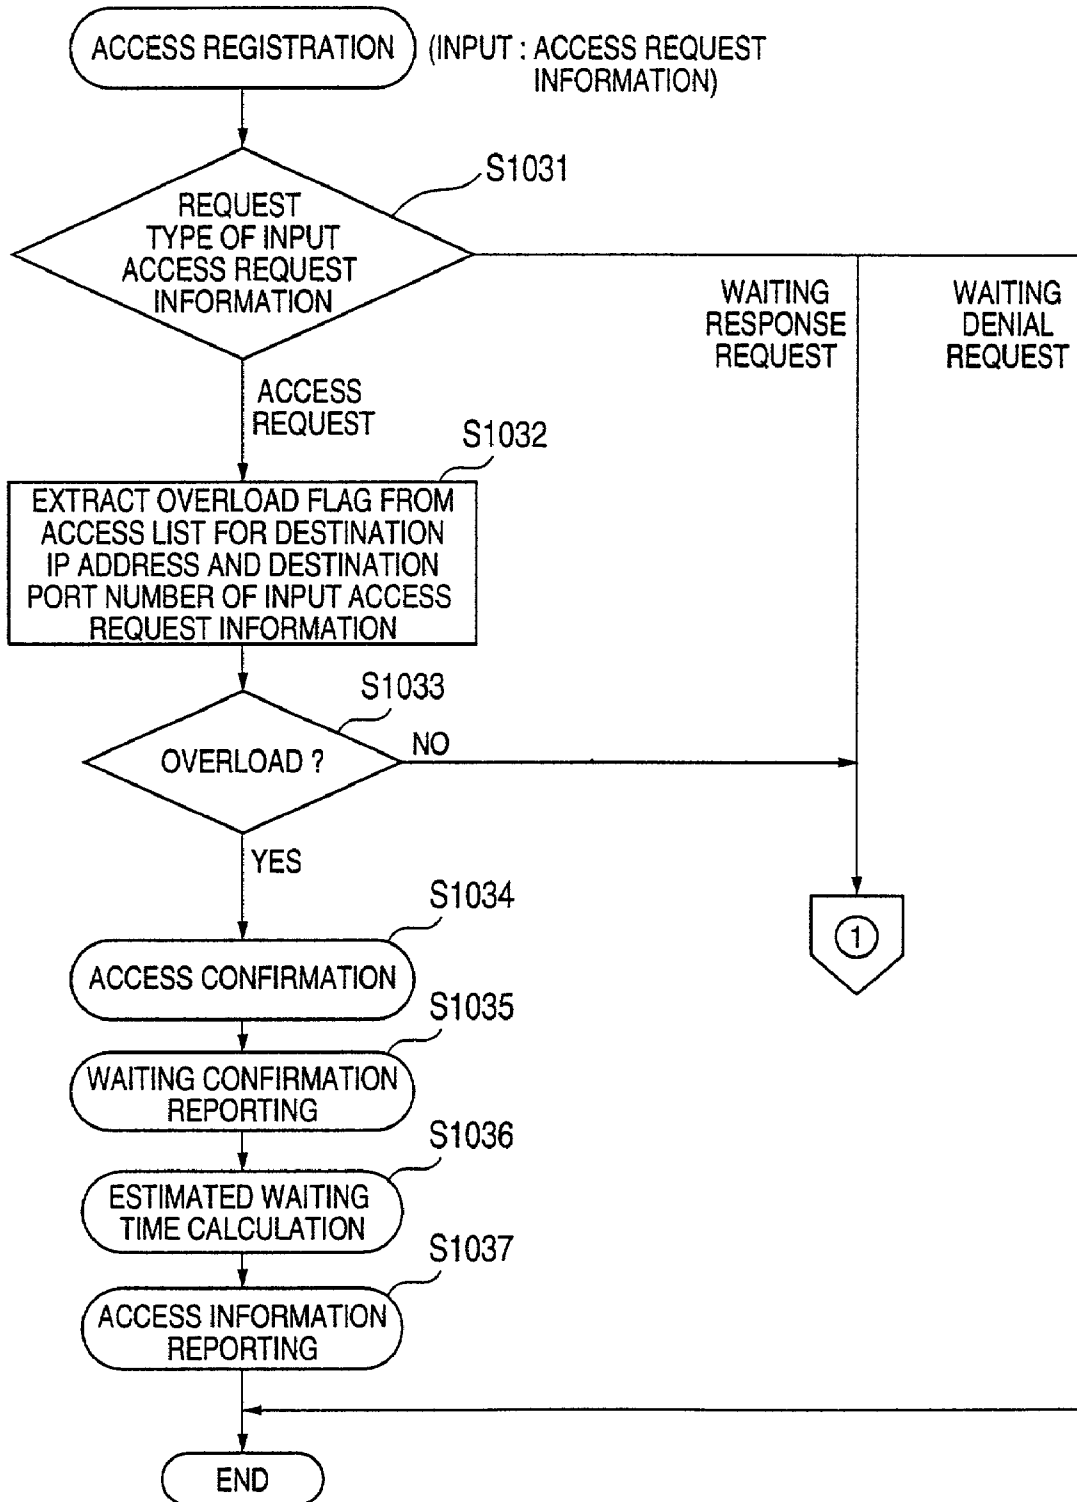 ACCESS REGISTRATION
(INPUT : ACCESS REQUEST
INFORMATION)
S1031
REQUEST
TYPE OF INPUT
ACCESS REQUEST
INFORMATION
WAITING
RESPONSE
REQUEST
WAITING
DENIAL
REQUEST
ACCESS
REQUEST
S1032
EXTRACT OVERLOAD FLAG FROM
ACCESS LIST FOR DESTINATION
IP ADDRESS AND DESTINATION
PORT NUMBER OF INPUT ACCESS
REQUEST INFORMATION
S1033
OVERLOAD ?
NO
YES
S1034
ACCESS CONFIRMATION
1
S1035
WAITING CONFIRMATION
REPORTING
S1036
ESTIMATED WAITING
TIME CALCULATION
S1037
ACCESS INFORMATION
REPORTING
END